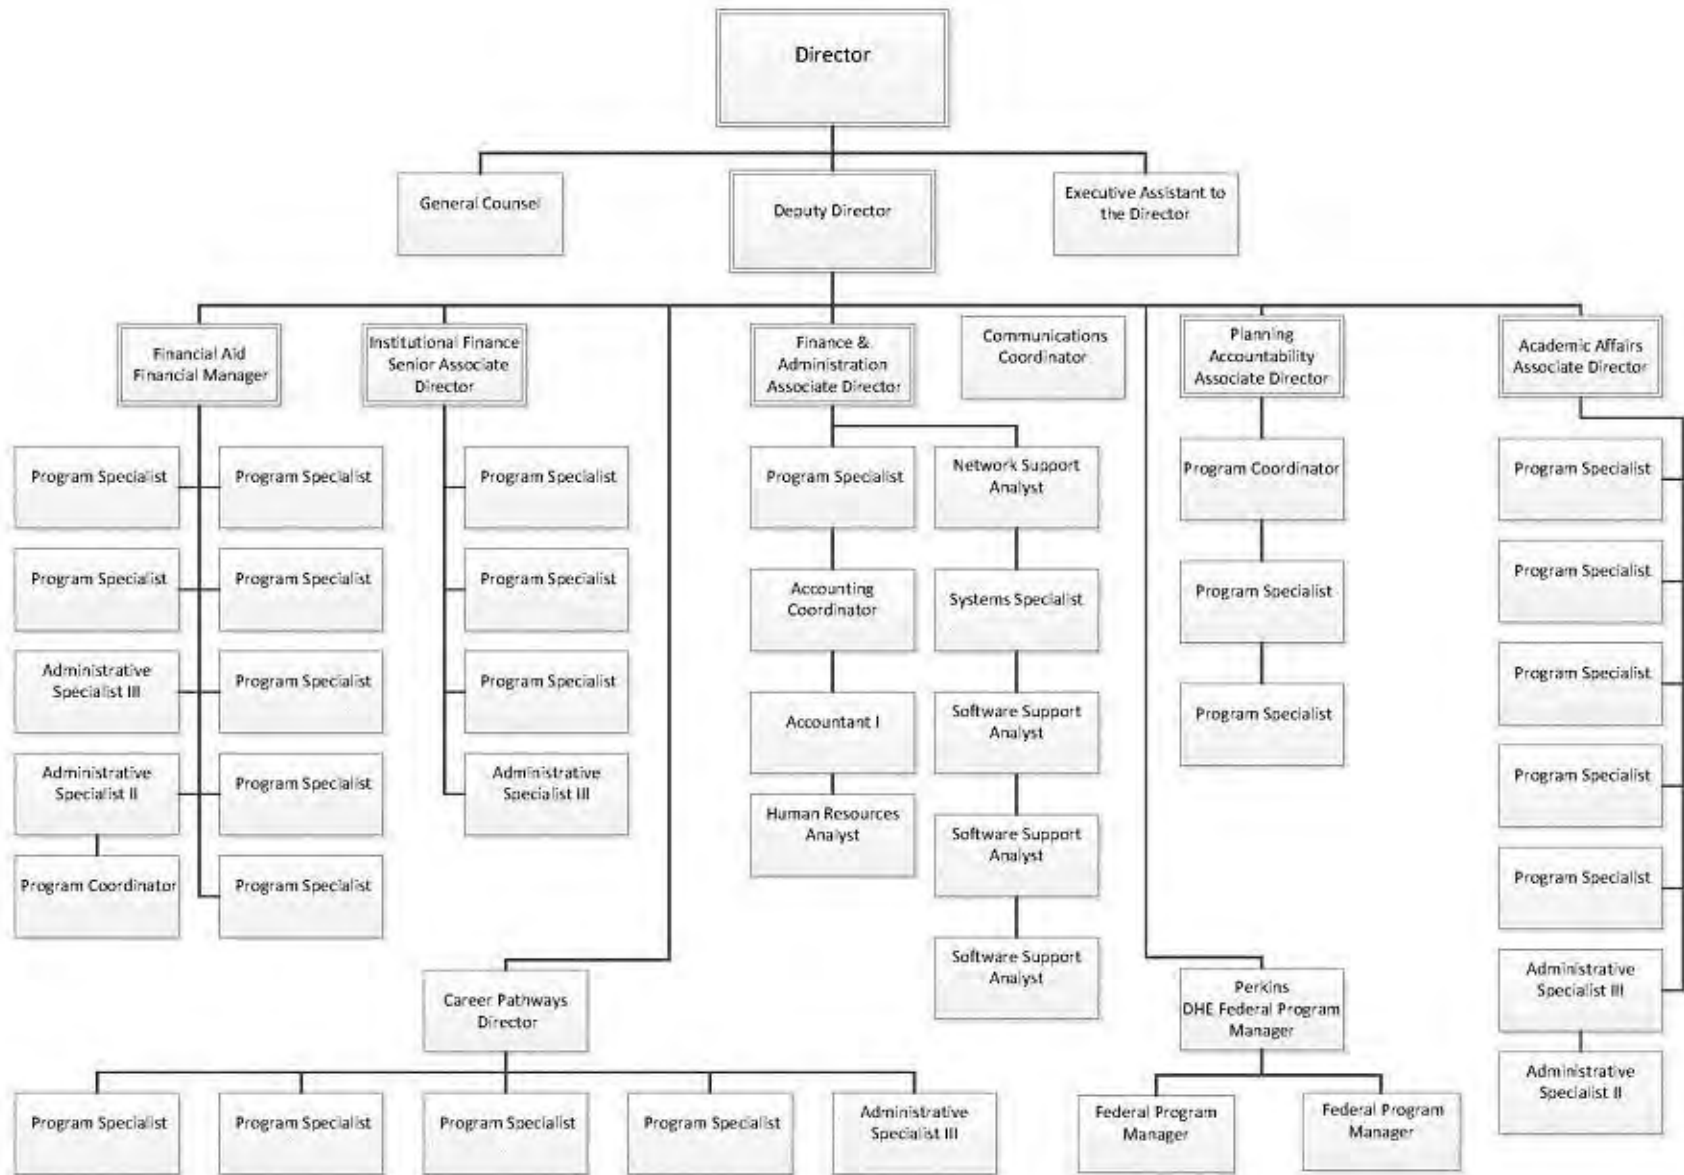 Director
General Counsel
Deputy Director
Executive Assistant to
the Director
Financial Aid
Financial Manager
Institutional Finance
Senior Associate
Director
Finance &
Administration
Associate Director
Communications
Coordinator
Planning
Accountability
Associate Director
Academic Affairs
Associate Director
Program Specialist
Program Specialist
Administrative
Specialist III
Administrative
Specialist II
Program Coordinator
Program Specialist
Program Specialist
Program Specialist
Program Specialist
Program Specialist
Program Specialist
Program Specialist
Program Specialist
Administrative
Specialist III
Program Specialist
Accounting
Coordinator
Accountant I
Human Resources
Analyst
Network Support
Analyst
Systems Specialist
Software Support
Analyst
Software Support
Analyst
Software Support
Analyst
Program Coordinator
Program Specialist
Program Specialist
Program Specialist
Program Specialist
Program Specialist
Program Specialist
Program Specialist
Administrative
Specialist III
Administrative
Specialist II
Career Pathways
Director
Program Specialist
Program Specialist
Program Specialist
Program Specialist
Administrative
Specialist III
Perkins
DHE Federal Program
Manager
Federal Program
Manager
Federal Program
Manager